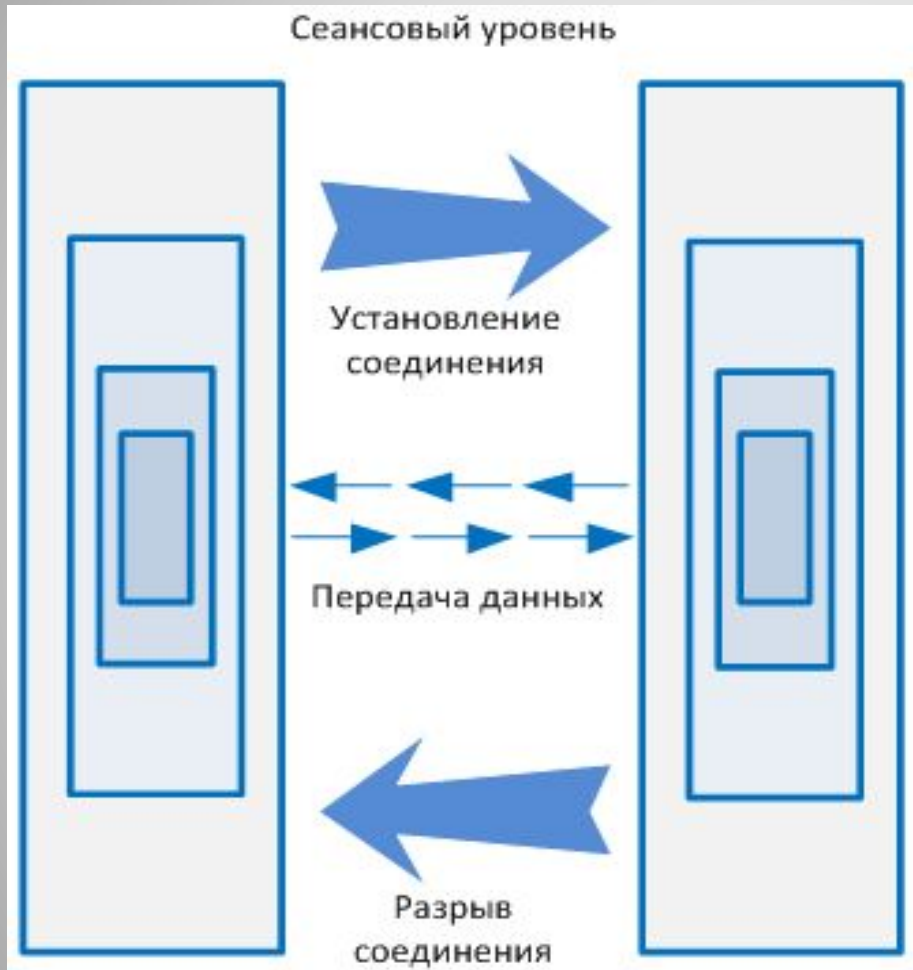 Сеансовый уровень
Установление
соединения
Передача данных
Разрыв
соединения